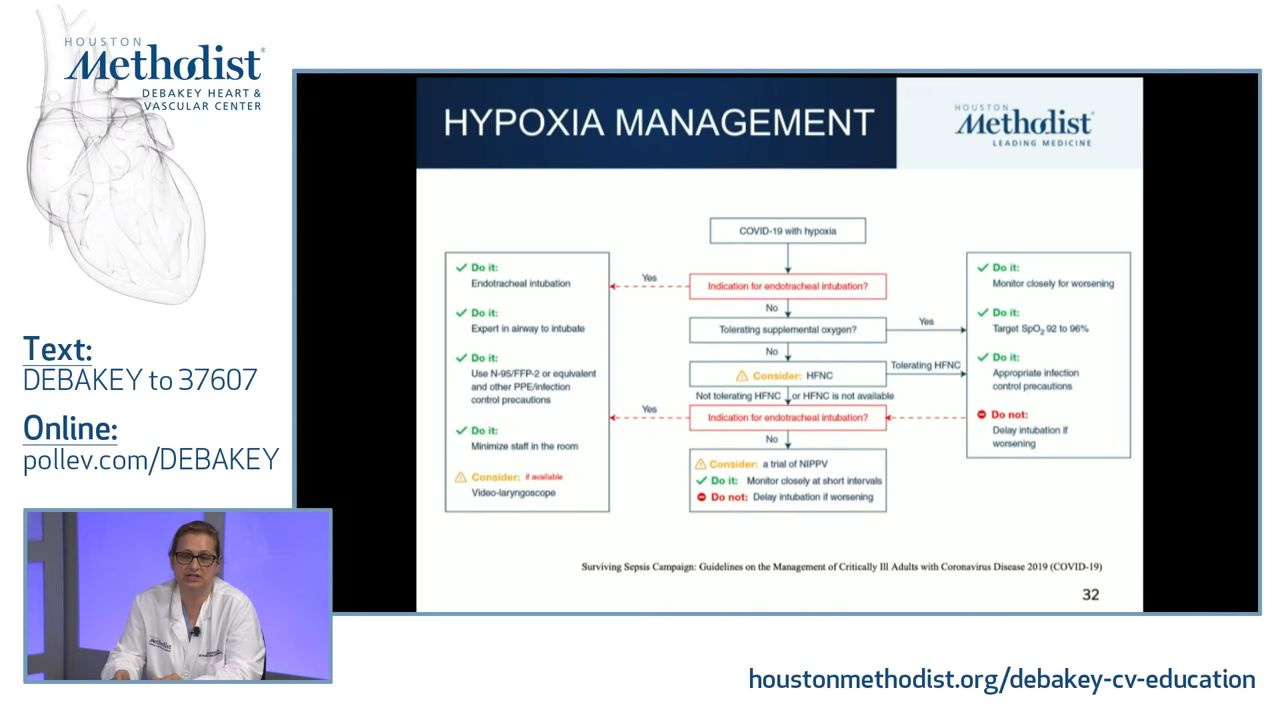 HOUSTON
Methodist®
DEBAKEY HEART &
VASCULAR CENTER
Text:
DEBAKEY to 37607
Online:
pollev.com/DEBAKEY
HYPOXIA MANAGEMENT
HOUSTON
Methodist
LEADING MEDICINE
COVID-19 with hypoxia
Indication for endotracheal intubation?
Yes
No
Tolerating supplemental oxygen?
Yes
No
Consider: HFNC
Tolerating HFNC
Not tolerating HFNC or HFNC is not available
Indication for endotracheal intubation?
Yes
No
Consider: a trial of NIPPV
Do it: Monitor closely at short intervals
Do not: Delay intubation if worsening
Do it:
Endotracheal intubation
Do it:
Expert in airway to intubate
Do it:
Use N-95/FFP-2 or equivalent
and other PPE/infection
control precautions
Do it:
Minimize staff in the room
Consider: if available
Video-laryngoscope
Do it:
Monitor closely for worsening
Do it:
Target SpO2 92 to 96%
Do it:
Appropriate infection
control precautions
Do not:
Delay intubation if
worsening
Surviving Sepsis Campaign: Guidelines on the Management of Critically Ill Adults with Coronavirus Disease 2019 (COVID-19)
32
Methodist
houstonmethodist.org/debakey-cv-education